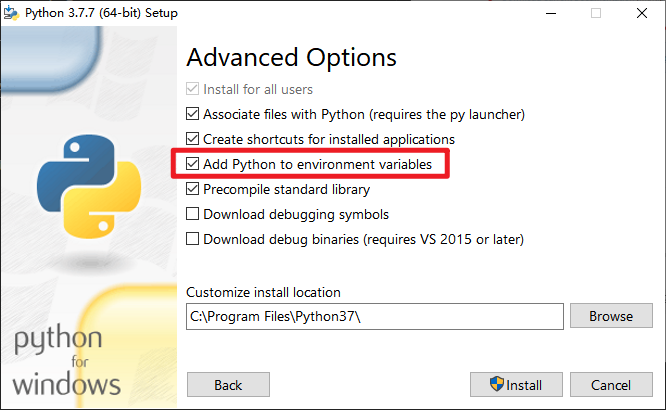 Python 3.7.7 (64-bit) Setup
Advanced Options
Install for all users
Associate files with Python (requires the py launcher)
Create shortcuts for installed applications
Add Python to environment variables
Precompile standard library
Download debugging symbols
Download debug binaries (requires VS 2015 or later)
Customize install location
C:\Program Files\Python37\
Browse
python
for
windows
Back
Install
Cancel